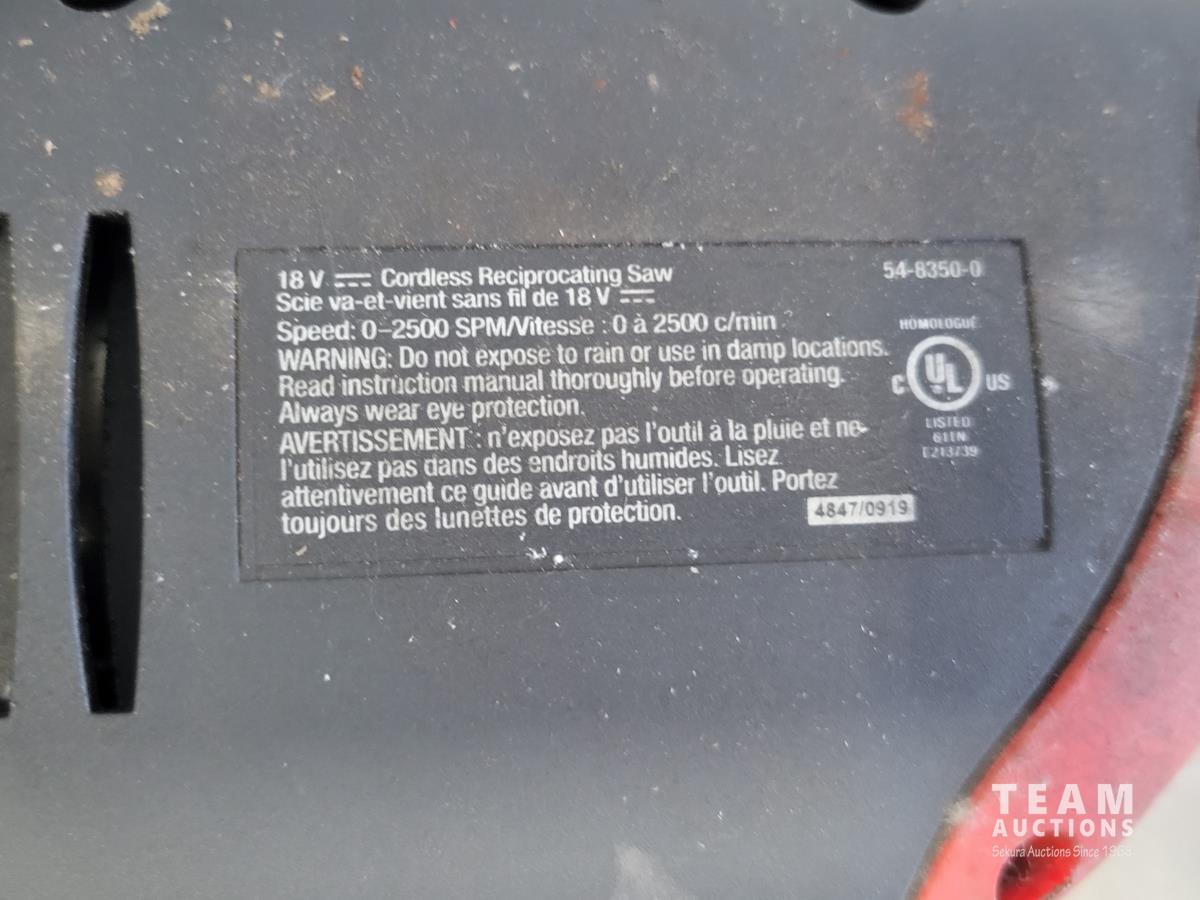 18 V ⎓ Cordless Reciprocating Saw
54-8350-0
Scie va-et-vient sans fil de 18 V ⎓
Speed: 0–2500 SPM/Vitesse : 0 à 2500 c/min
WARNING: Do not expose to rain or use in damp locations.
Read instruction manual thoroughly before operating.
Always wear eye protection.
AVERTISSEMENT : n'exposez pas l'outil à la pluie et ne
l'utilisez pas dans des endroits humides. Lisez
attentivement ce guide avant d'utiliser l'outil. Portez
toujours des lunettes de protection.
HOMOLOGUÉ
C UL US
LISTED
611N
E213739
4847/0919
TEAM
AUCTIONS
Sekura Auctions Since 1966